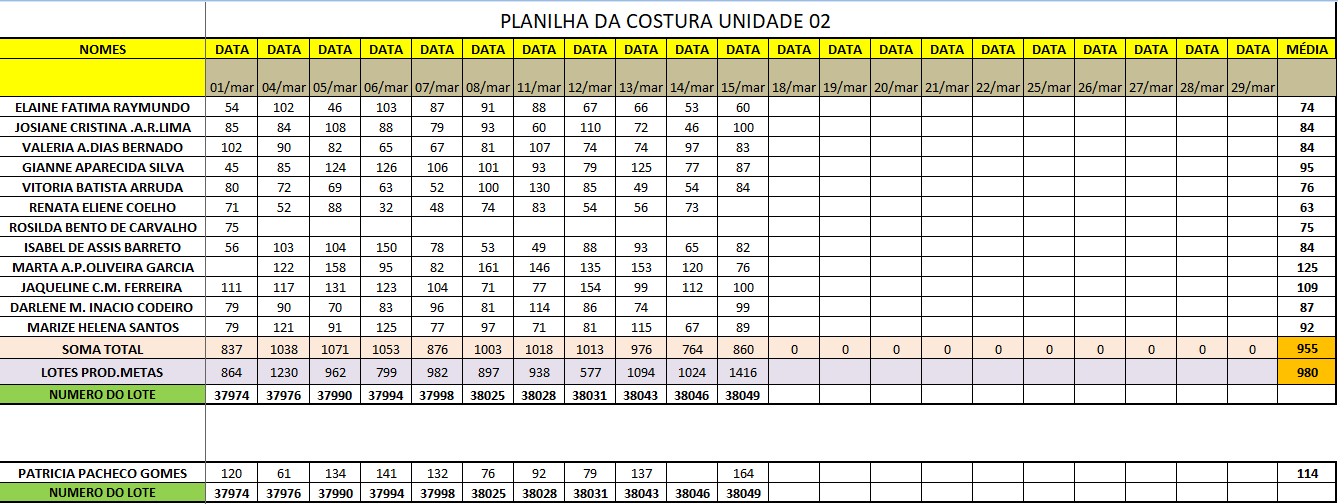 PLANILHA DA COSTURA UNIDADE 02
NOMES DATA DATA DATA DATA DATA DATA DATA DATA DATA DATA DATA DATA DATA DATA DATA DATA DATA DATA DATA DATA DATA MÉDIA
01/mar 04/mar 05/mar 06/mar 07/mar 08/mar 11/mar 12/mar 13/mar 14/mar 15/mar 18/mar 19/mar 20/mar 21/mar 22/mar 25/mar 26/mar 27/mar 28/mar 29/mar
ELAINE FATIMA RAYMUNDO 54 102 46 103 87 91 88 67 66 53 60 74
JOSIANE CRISTINA .A.R.LIMA 85 84 108 88 79 93 60 110 72 46 100 84
VALERIA A.DIAS BERNADO 102 90 82 65 67 81 107 74 74 97 83 84
GIANNE APARECIDA SILVA 45 85 124 126 106 101 93 79 125 77 87 95
VITORIA BATISTA ARRUDA 80 72 69 63 52 100 130 85 49 54 84 76
RENATA ELIENE COELHO 71 52 88 32 48 74 83 54 56 73 63
ROSILDA BENTO DE CARVALHO 75 75
ISABEL DE ASSIS BARRETO 56 103 104 150 78 53 49 88 93 65 82 84
MARTA A.P.OLIVEIRA GARCIA 122 158 95 82 161 146 135 153 120 76 125
JAQUELINE C.M. FERREIRA 111 117 131 123 104 71 77 154 99 112 100 109
DARLENE M. INACIO CODEIRO 79 90 70 83 96 81 114 86 74 99 87
MARIZE HELENA SANTOS 79 121 91 125 77 97 71 81 115 67 89 92
SOMA TOTAL 837 1038 1071 1053 876 1003 1018 1013 976 764 860 0 0 0 0 0 0 0 0 0 0 955
LOTES PROD.METAS 864 1230 962 799 982 897 938 577 1094 1024 1416 980
NUMERO DO LOTE 37974 37976 37990 37994 37998 38025 38028 38031 38043 38046 38049
PATRICIA PACHECO GOMES 120 61 134 141 132 76 92 79 137 164 114
NUMERO DO LOTE 37974 37976 37990 37994 37998 38025 38028 38031 38043 38046 38049